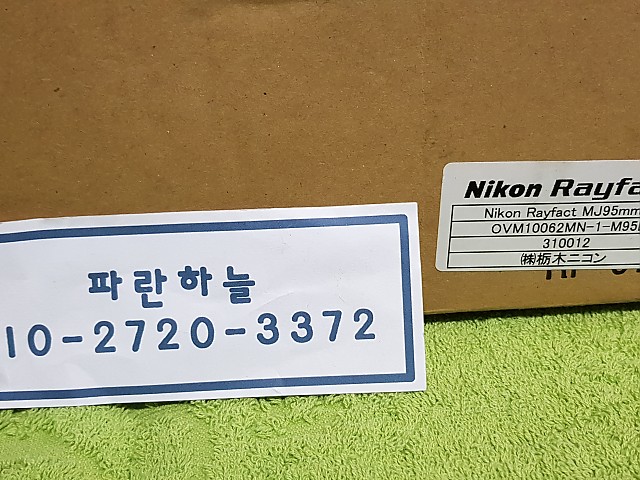 파란하늘
10-2720-3372
Nikon Rayfa
Nikon Rayfact MJ95mm
OVM10062MN-1-M95
310012
㈱栃木ニコン